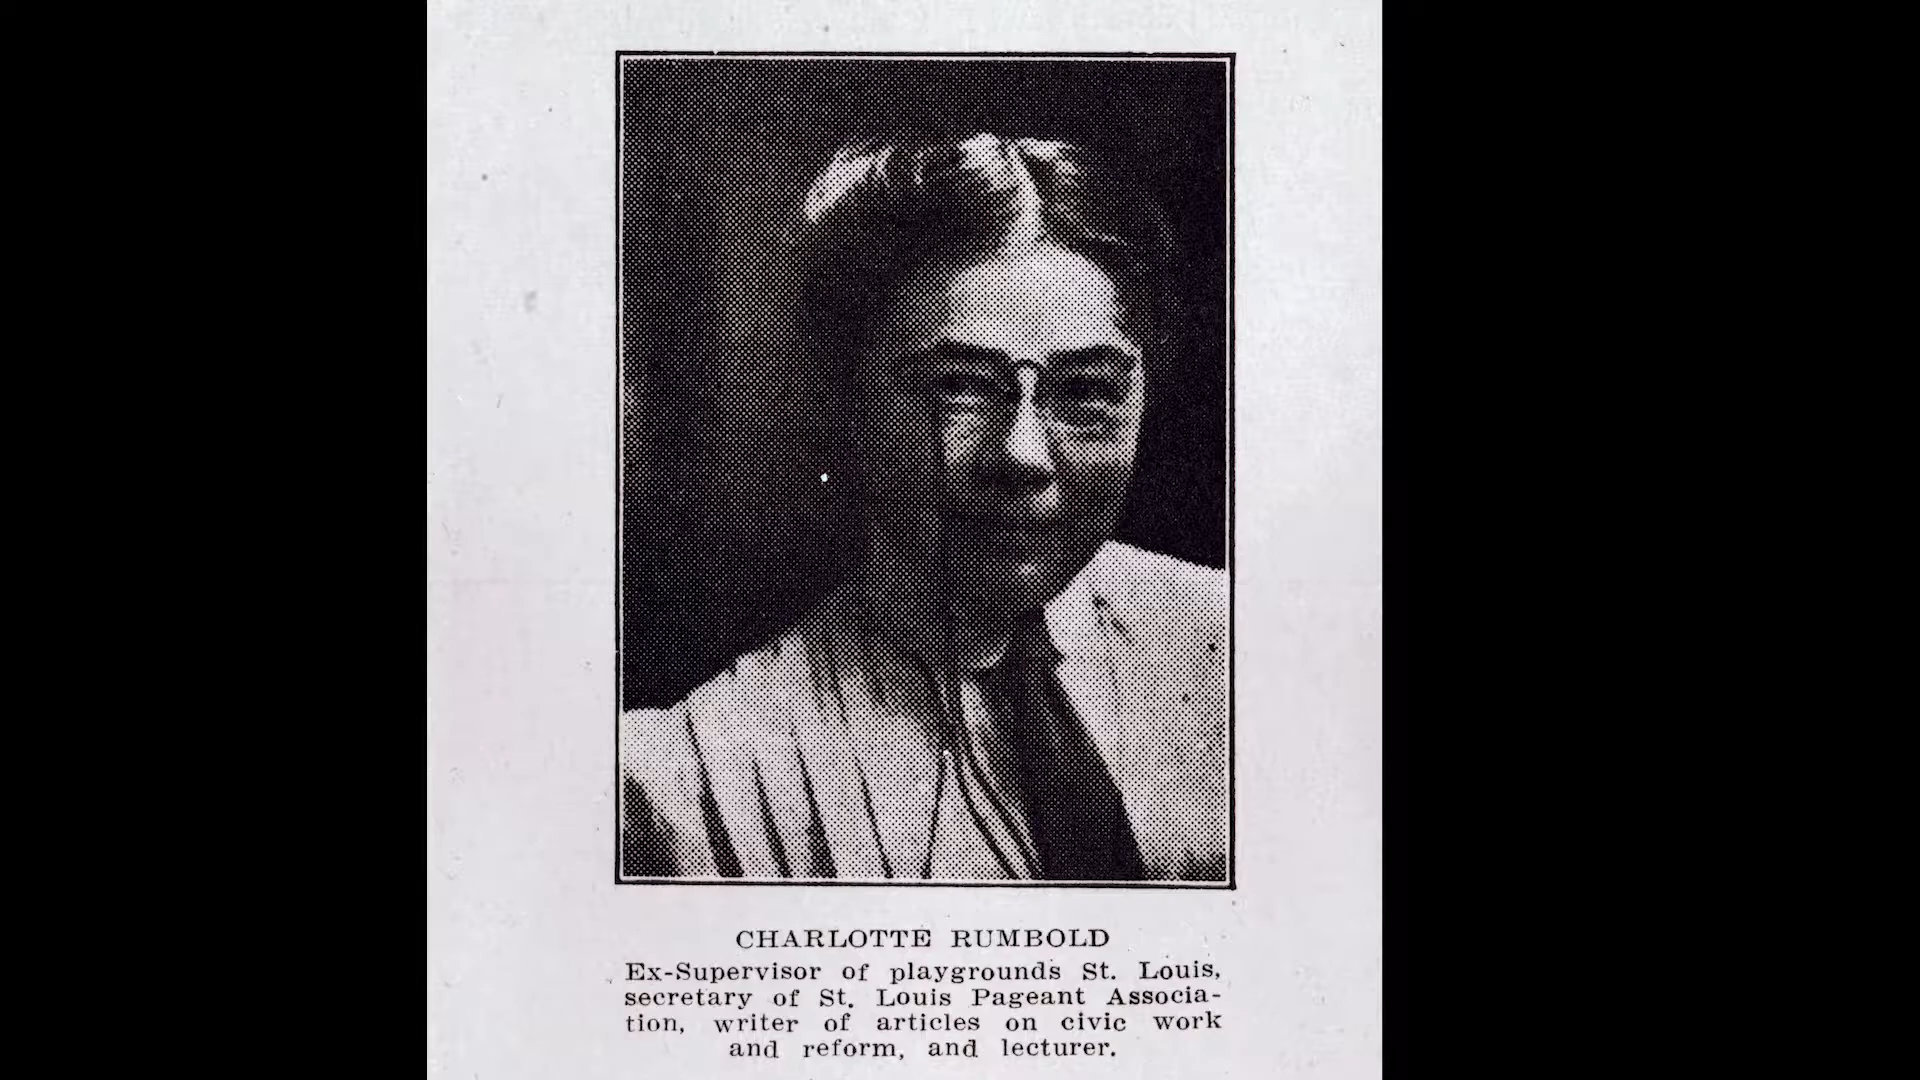 CHARLOTTE RUMBOLD
Ex-Supervisor of playgrounds St. Louis,
secretary of St. Louis Pageant Associa-
tion, writer of articles on civic work
and reform, and lecturer.